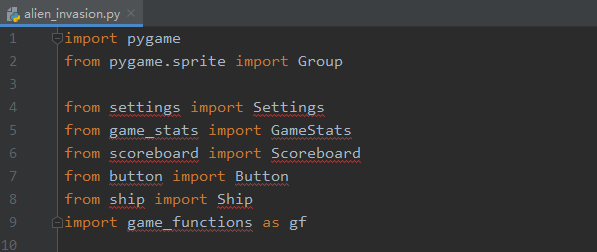 alien_invasion.py
1 import pygame
2 from pygame.sprite import Group
3
4 from settings import Settings
5 from game_stats import GameStats
6 from scoreboard import Scoreboard
7 from button import Button
8 from ship import Ship
9 import game_functions as gf
10